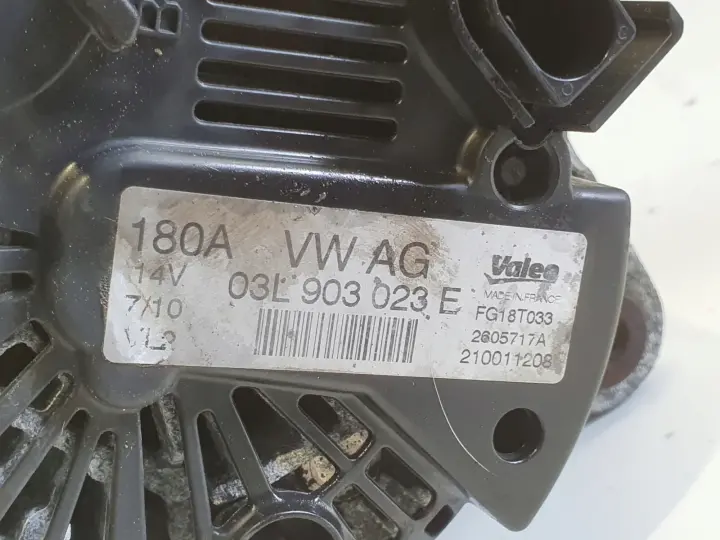 B
180A VW AG
14V 03L 903 023 E
7/10
Valeo
MADE IN FRANCE
FG18T033
2605717A
210011208